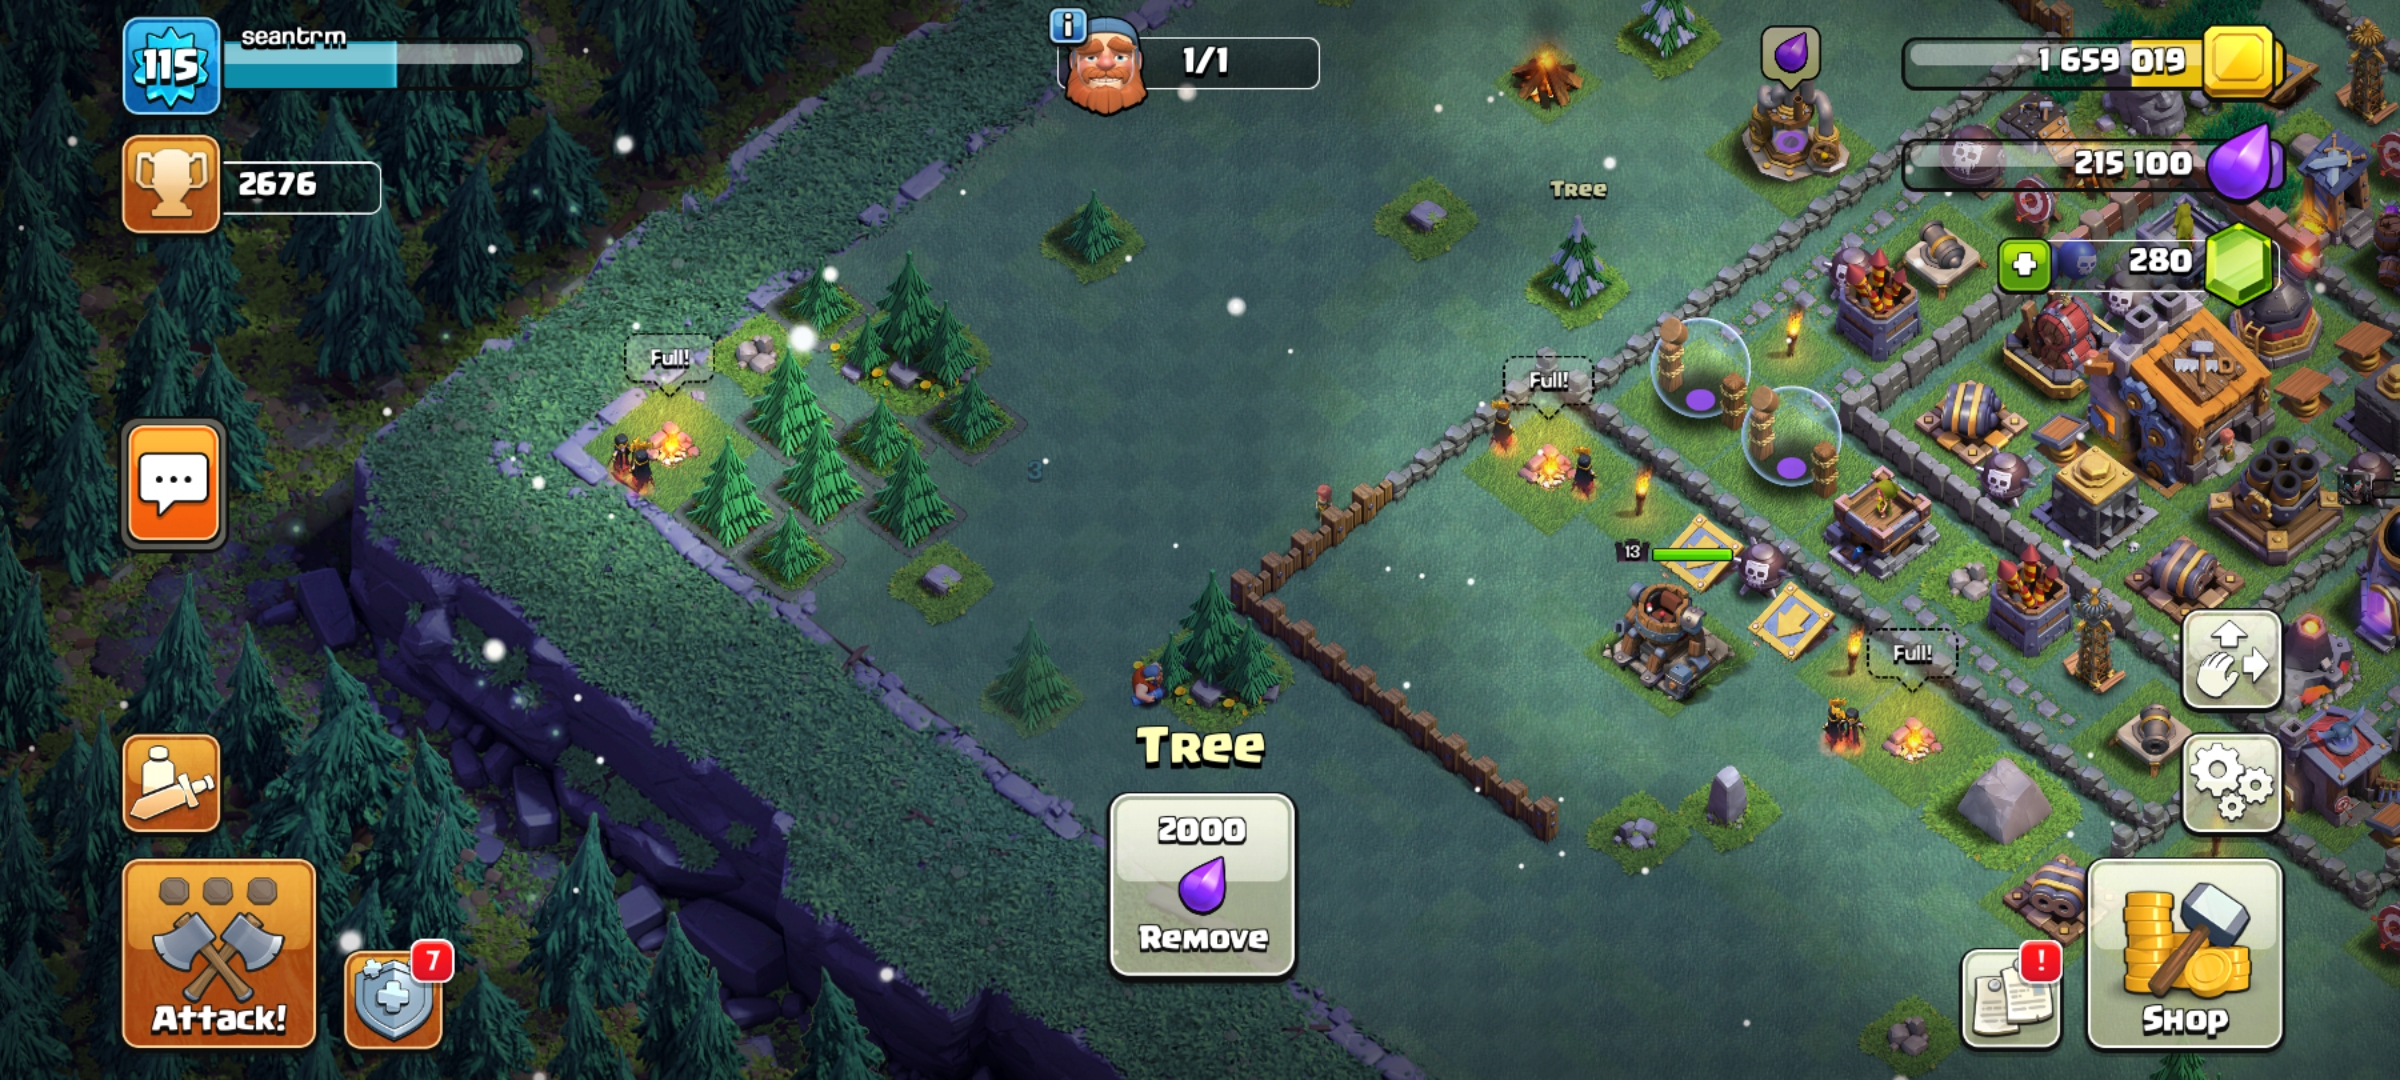 115
seantrm
i
1/1
1 659 019
2676
215 100
Tree
280
Full!
Full!
3
13
Full!
Tree
2000
Remove
Attack!
7
!
Shop